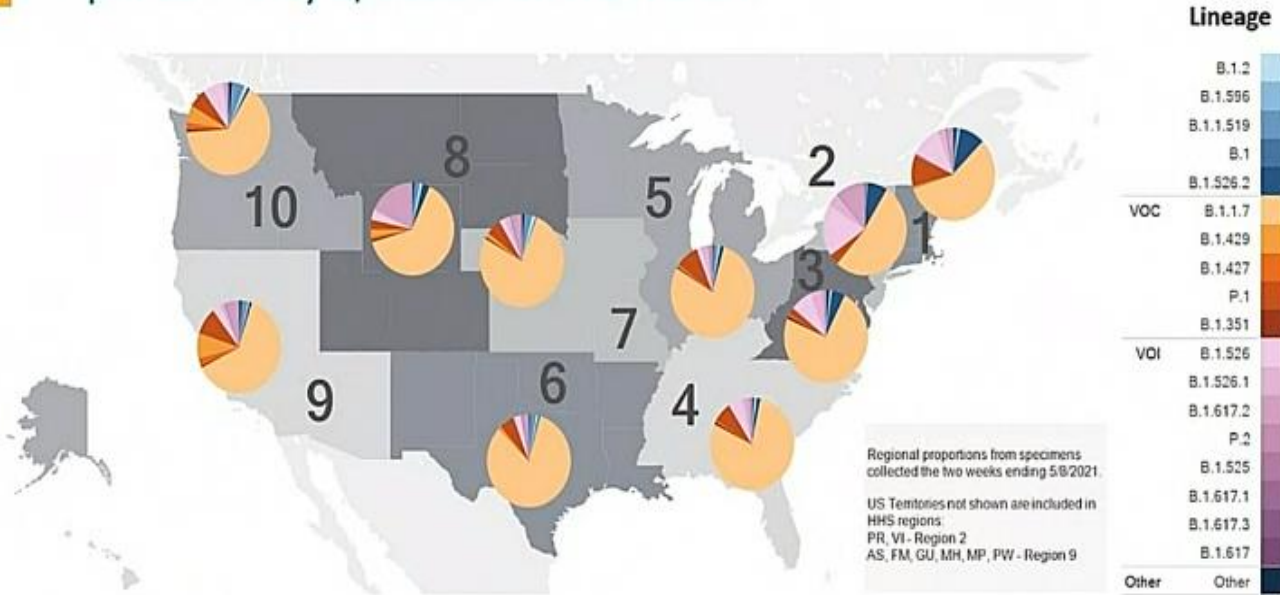 Lineage
B.1.2
B.1.596
B.1.1.519
B.1
B.1.526.2
VOC B.1.1.7
B.1.429
B.1.427
P.1
B.1.351
VOI B.1.526
B.1.526.1
B.1.617.2
P.2
B.1.525
B.1.617.1
B.1.617.3
B.1.617
Other Other
8
2
10
5
1
3
7
6
9
4
Regional proportions from specimens
collected the two weeks ending 5/8/2021.
US Territories not shown are included in
HHS regions:
PR, VI - Region 2
AS, FM, GU, MH, MP, PW - Region 9